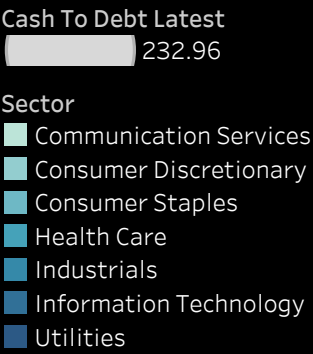 Cash To Debt Latest
232.96
Sector
Communication Services
Consumer Discretionary
Consumer Staples
Health Care
Industrials
Information Technology
Utilities